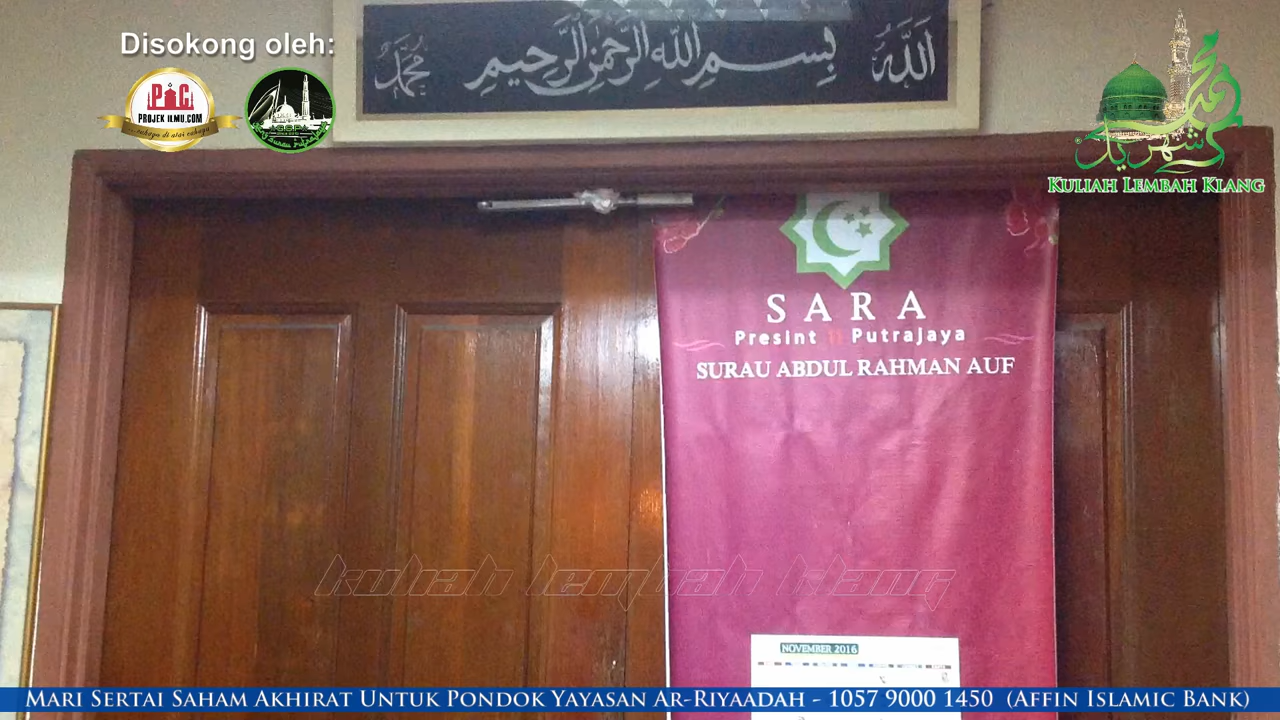 Disokong oleh:
PiC
PROJEK ILMU.COM
محمد بسم الله الرحمن الرحيم الله
KULIAH LEMBAH KLANG
SARA
Presint 11 Putrajaya
SURAU ABDUL RAHMAN AUF
kuliah lembah klang
NOVEMBER 2016
MARI SERTAI SAHAM AKHIRAT UNTUK PONDOK YAYASAN AR-RIYAADAH - 1057 9000 1450 (AFFIN ISLAMIC BANK)